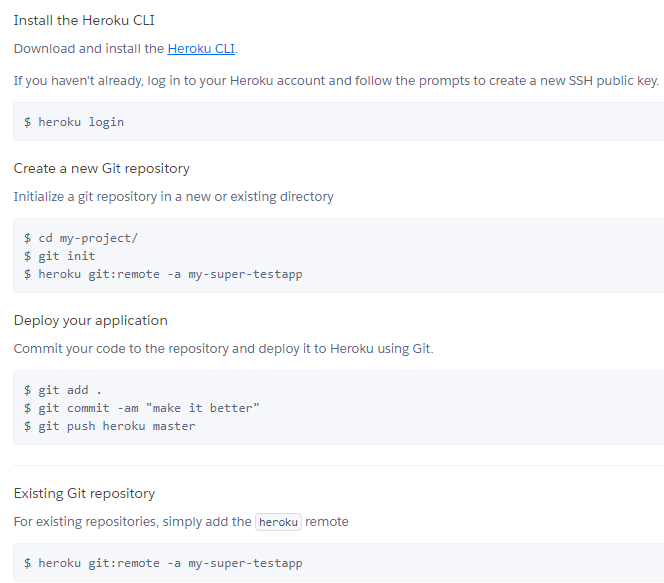 Install the Heroku CLI
Download and install the Heroku CLI.
If you haven't already, log in to your Heroku account and follow the prompts to create a new SSH public key.
$ heroku login
Create a new Git repository
Initialize a git repository in a new or existing directory
$ cd my-project/
$ git init
$ heroku git:remote -a my-super-testapp
Deploy your application
Commit your code to the repository and deploy it to Heroku using Git.
$ git add .
$ git commit -am "make it better"
$ git push heroku master
Existing Git repository
For existing repositories, simply add the heroku remote
$ heroku git:remote -a my-super-testapp